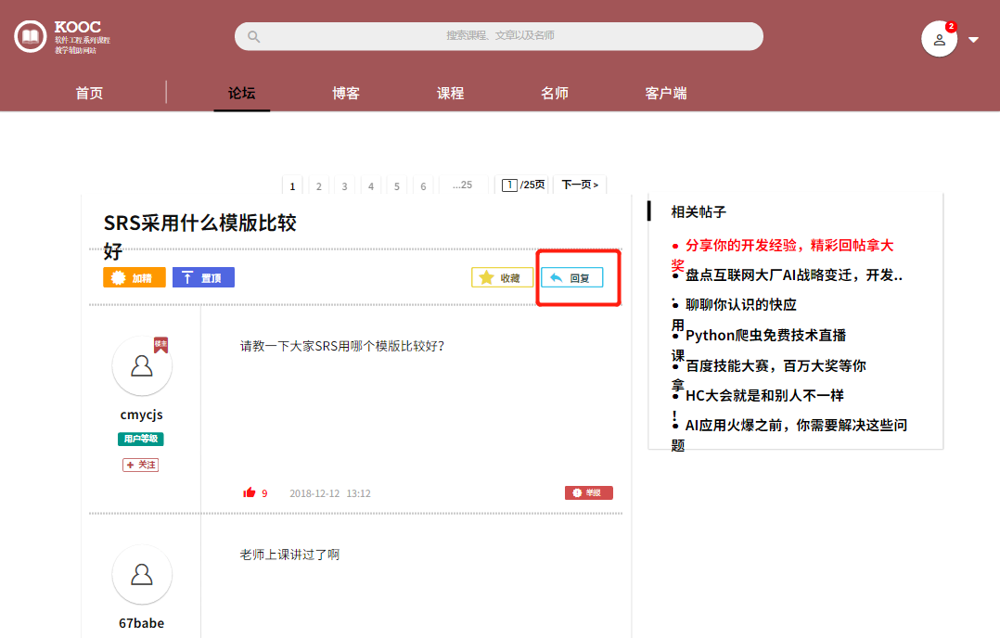 KOOC
软件工程系列课程
教学辅助网站
搜索课程、文章以及名师
2
首页
论坛
博客
课程
名师
客户端
1 2 3 4 5 6 ...25 1 /25页 下一页>
SRS采用什么模版比较
好
加精
置顶
收藏
回复
楼主
请教一下大家SRS用哪个模版比较好？
cmycjs
用户等级
+ 关注
9
2018-12-12 13:12
举报
老师上课讲过了啊
67babe
相关帖子
分享你的开发经验，精彩回帖拿大
奖
盘点互联网大厂AI战略变迁，开发..
.
聊聊你认识的快应
用
Python爬虫免费技术直播
课
百度技能大赛，百万大奖等你
拿
HC大会就是和别人不一样
！
AI应用火爆之前，你需要解决这些问
题